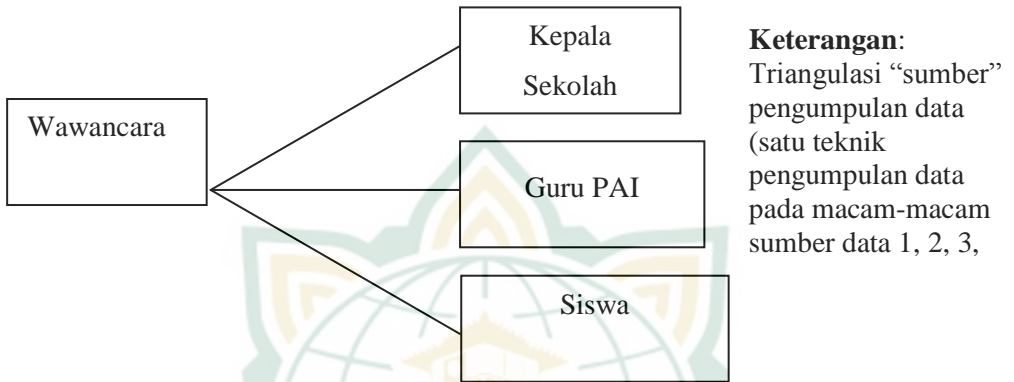 Wawancara
Kepala
Sekolah
Guru PAI
Siswa
Keterangan:
Triangulasi “sumber”
pengumpulan data
(satu teknik
pengumpulan data
pada macam-macam
sumber data 1, 2, 3,